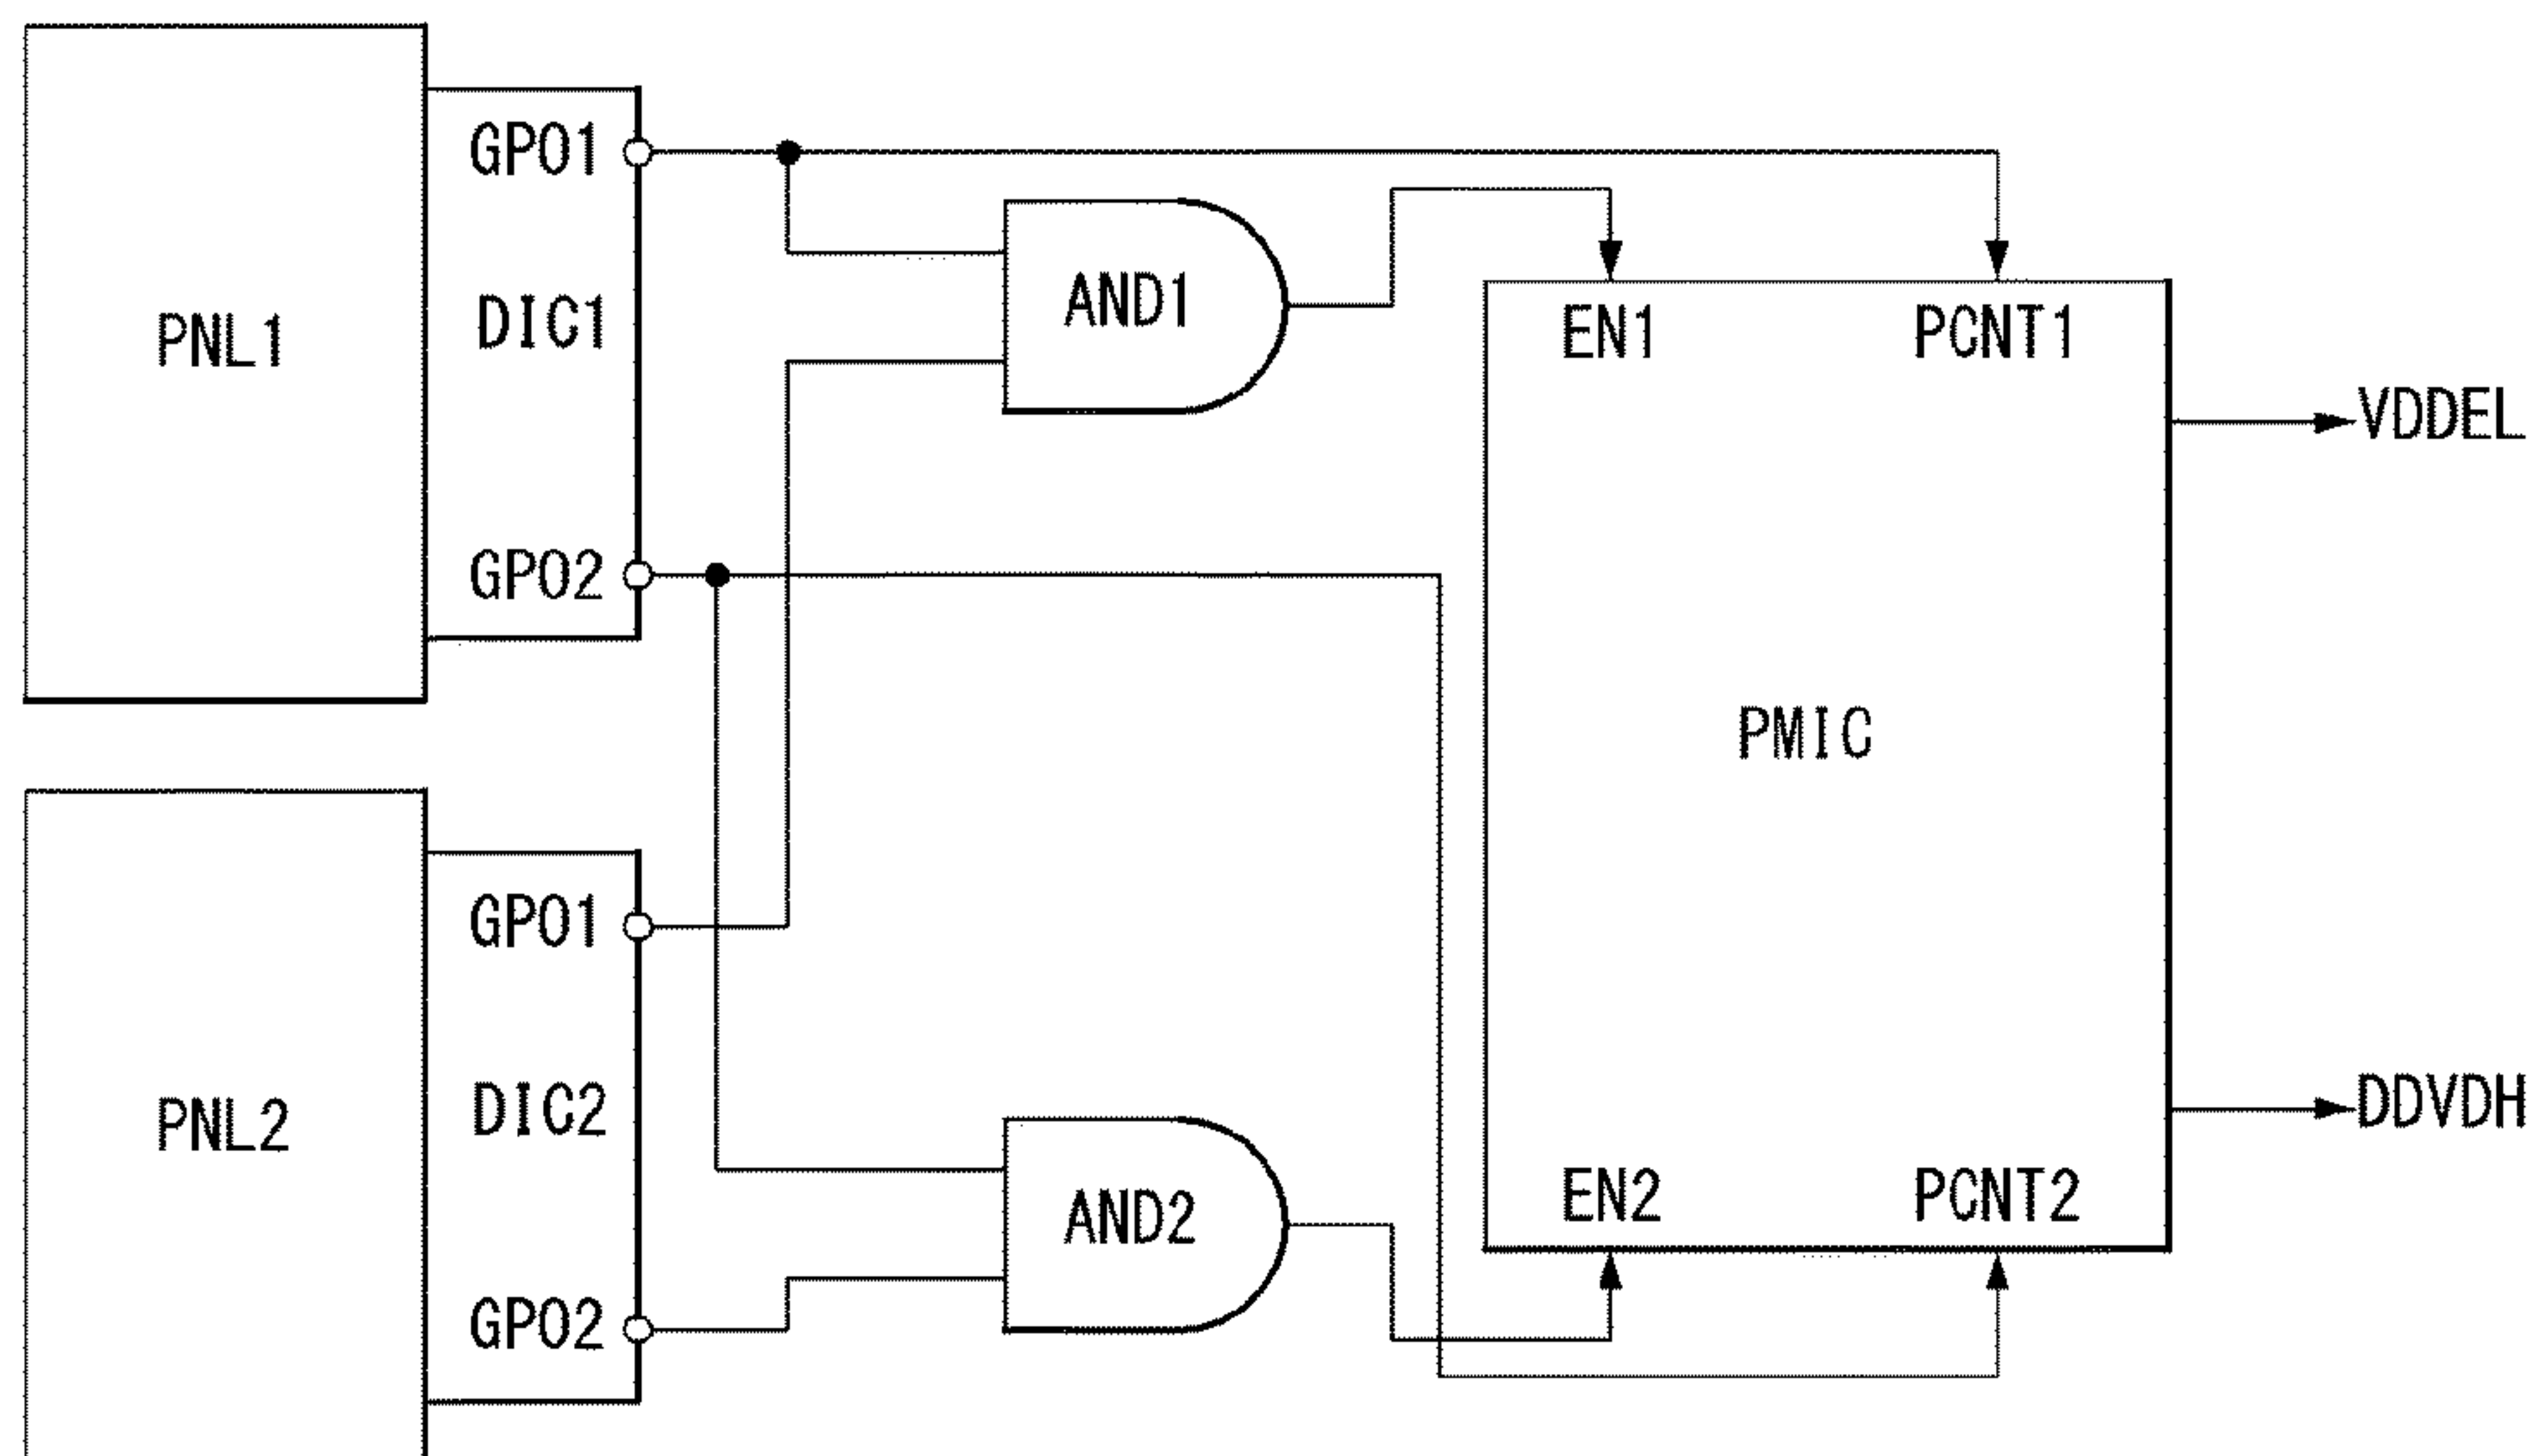 GPO1
PNL1
DIC1
GPO2
AND1
EN1
PCNT1
VDDEL
PMIC
PNL2
GPO1
DIC2
GPO2
AND2
EN2
PCNT2
DDVDH